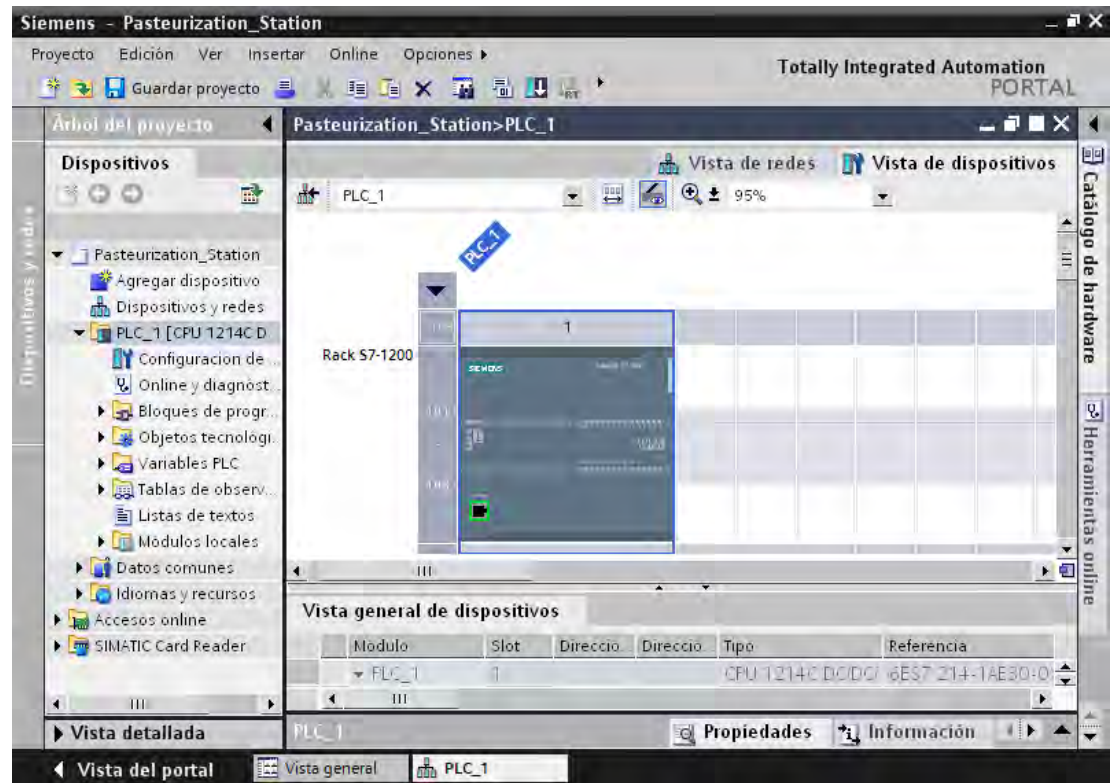 Siemens - Pasteurization_Station
Proyecto Edición Ver Insertar Online Opciones
Guardar proyecto
Totally Integrated Automation
PORTAL
Árbol del proyecto
Pasteurization_Station>PLC_1
Dispositivos
Vista de redes Vista de dispositivos
PLC_1 95%
Dispositivos y redes
Pasteurization_Station
Agregar dispositivo
Dispositivos y redes
PLC_1 [CPU 1214C D
Configuracion de ...
Online y diagnost...
Bloques de progr...
Objetos tecnológi.
Variables PLC
Tablas de observ...
Listas de textos
Modulos locales
Datos comunes
Idiomas y recursos
Accesos online
SIMATIC Card Reader
PLC_1
1
Rack S7-1200
SIEMENS
Catálogo de hardware
Herramientas online
Vista general de dispositivos
Modulo Slot Direccio... Direccio... Tipo Referencia
PLC_1 1 CPU 1214C DC/DC/ 6ES7 214-1AE30-0
Vista detallada
PLC_1
Propiedades Información
Vista del portal Vista general PLC_1